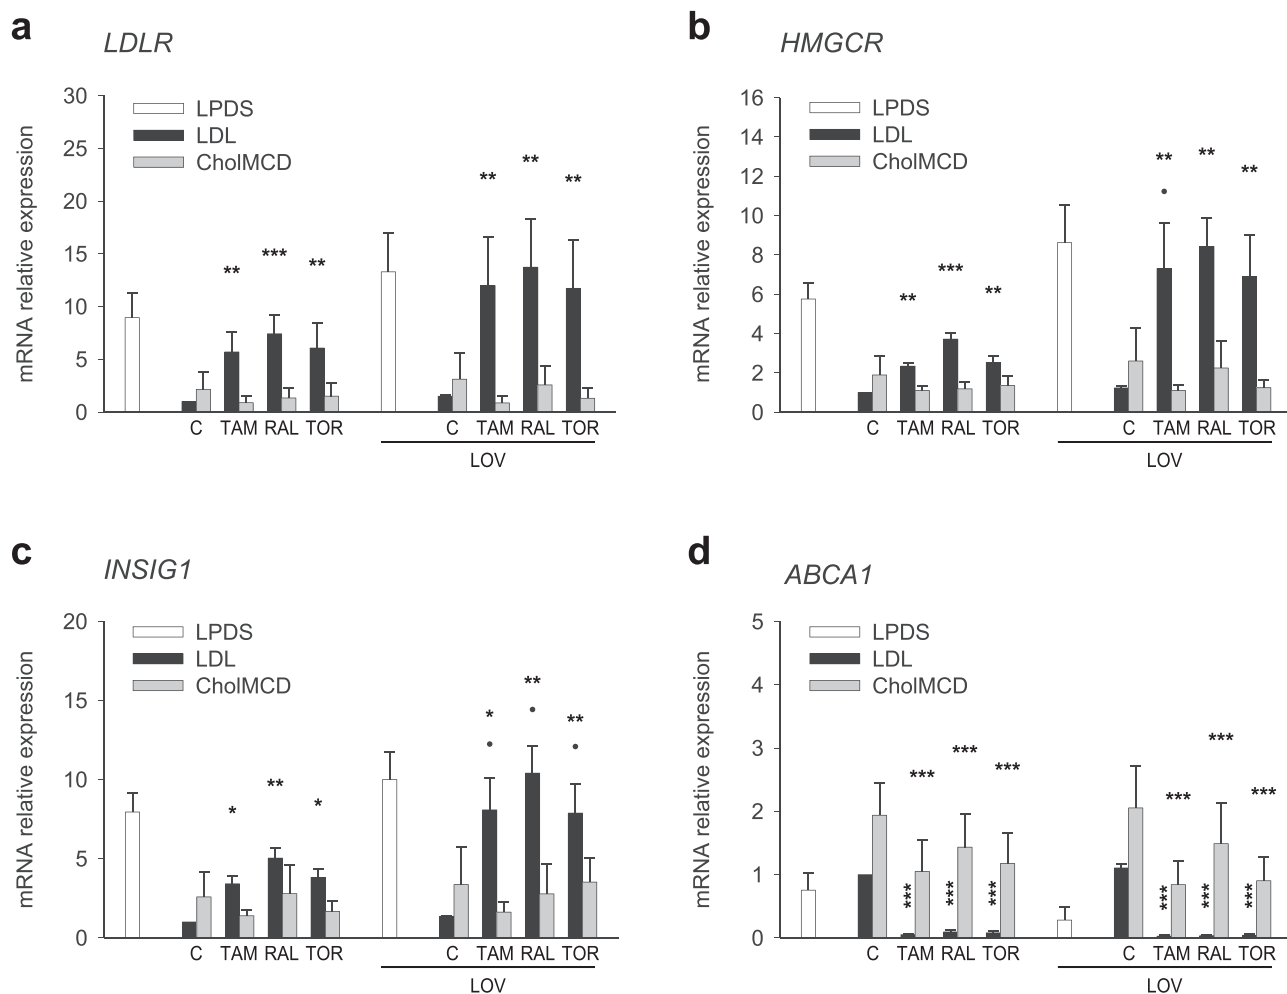 a
LDLR
mRNA relative expression
30
25
20
15
10
5
0
LPDS
LDL
CholMCD
** *** **
** ** **
C TAM RAL TOR C TAM RAL TOR
LOV
b
HMGCR
mRNA relative expression
16
14
12
10
8
6
4
2
0
LPDS
LDL
CholMCD
** *** **
** ** **
•
C TAM RAL TOR C TAM RAL TOR
LOV
c
INSIG1
mRNA relative expression
20
15
10
5
0
LPDS
LDL
CholMCD
* ** *
* ** **
• • •
C TAM RAL TOR C TAM RAL TOR
LOV
d
ABCA1
mRNA relative expression
5
4
3
2
1
0
LPDS
LDL
CholMCD
*** *** ***
*** *** ***
*** *** *** *** *** ***
C TAM RAL TOR C TAM RAL TOR
LOV